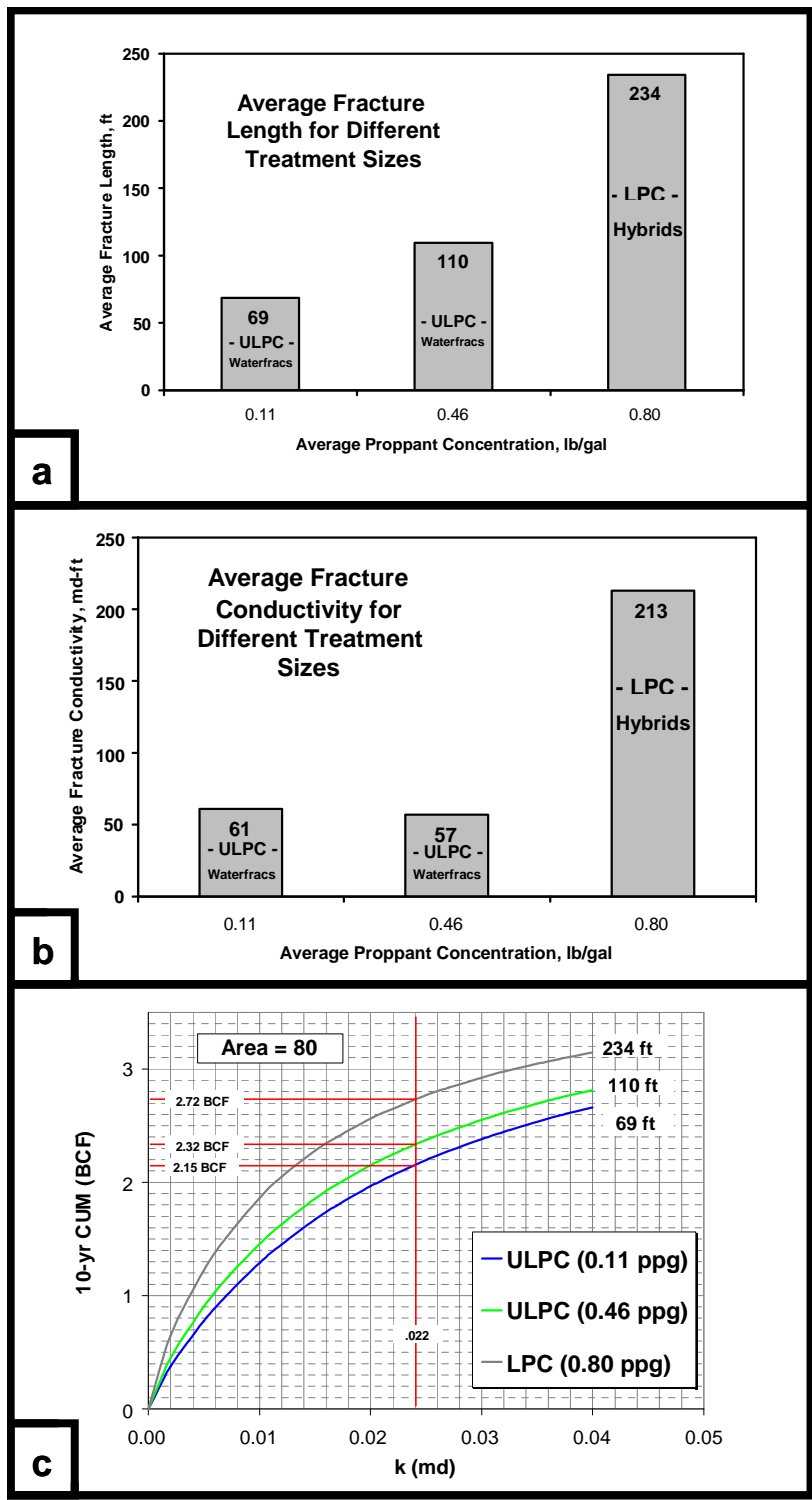 250
200
150
100
50
0
Average Fracture Length, ft
Average Fracture
Length for Different
Treatment Sizes
69
- ULPC -
Waterfracs
110
- ULPC -
Waterfracs
234
- LPC -
Hybrids
0.11 0.46 0.80
Average Proppant Concentration, lb/gal
a
250
200
150
100
50
0
Average Fracture Conductivity, md-ft
Average Fracture
Conductivity for
Different Treatment
Sizes
61
- ULPC -
Waterfracs
57
- ULPC -
Waterfracs
213
- LPC -
Hybrids
0.11 0.46 0.80
Average Proppant Concentration, lb/gal
b
3
2
1
0
10-yr CUM (BCF)
Area = 80
234 ft
110 ft
69 ft
2.72 BCF
2.32 BCF
2.15 BCF
.022
ULPC (0.11 ppg)
ULPC (0.46 ppg)
LPC (0.80 ppg)
0.00 0.01 0.02 0.03 0.04 0.05
k (md)
c